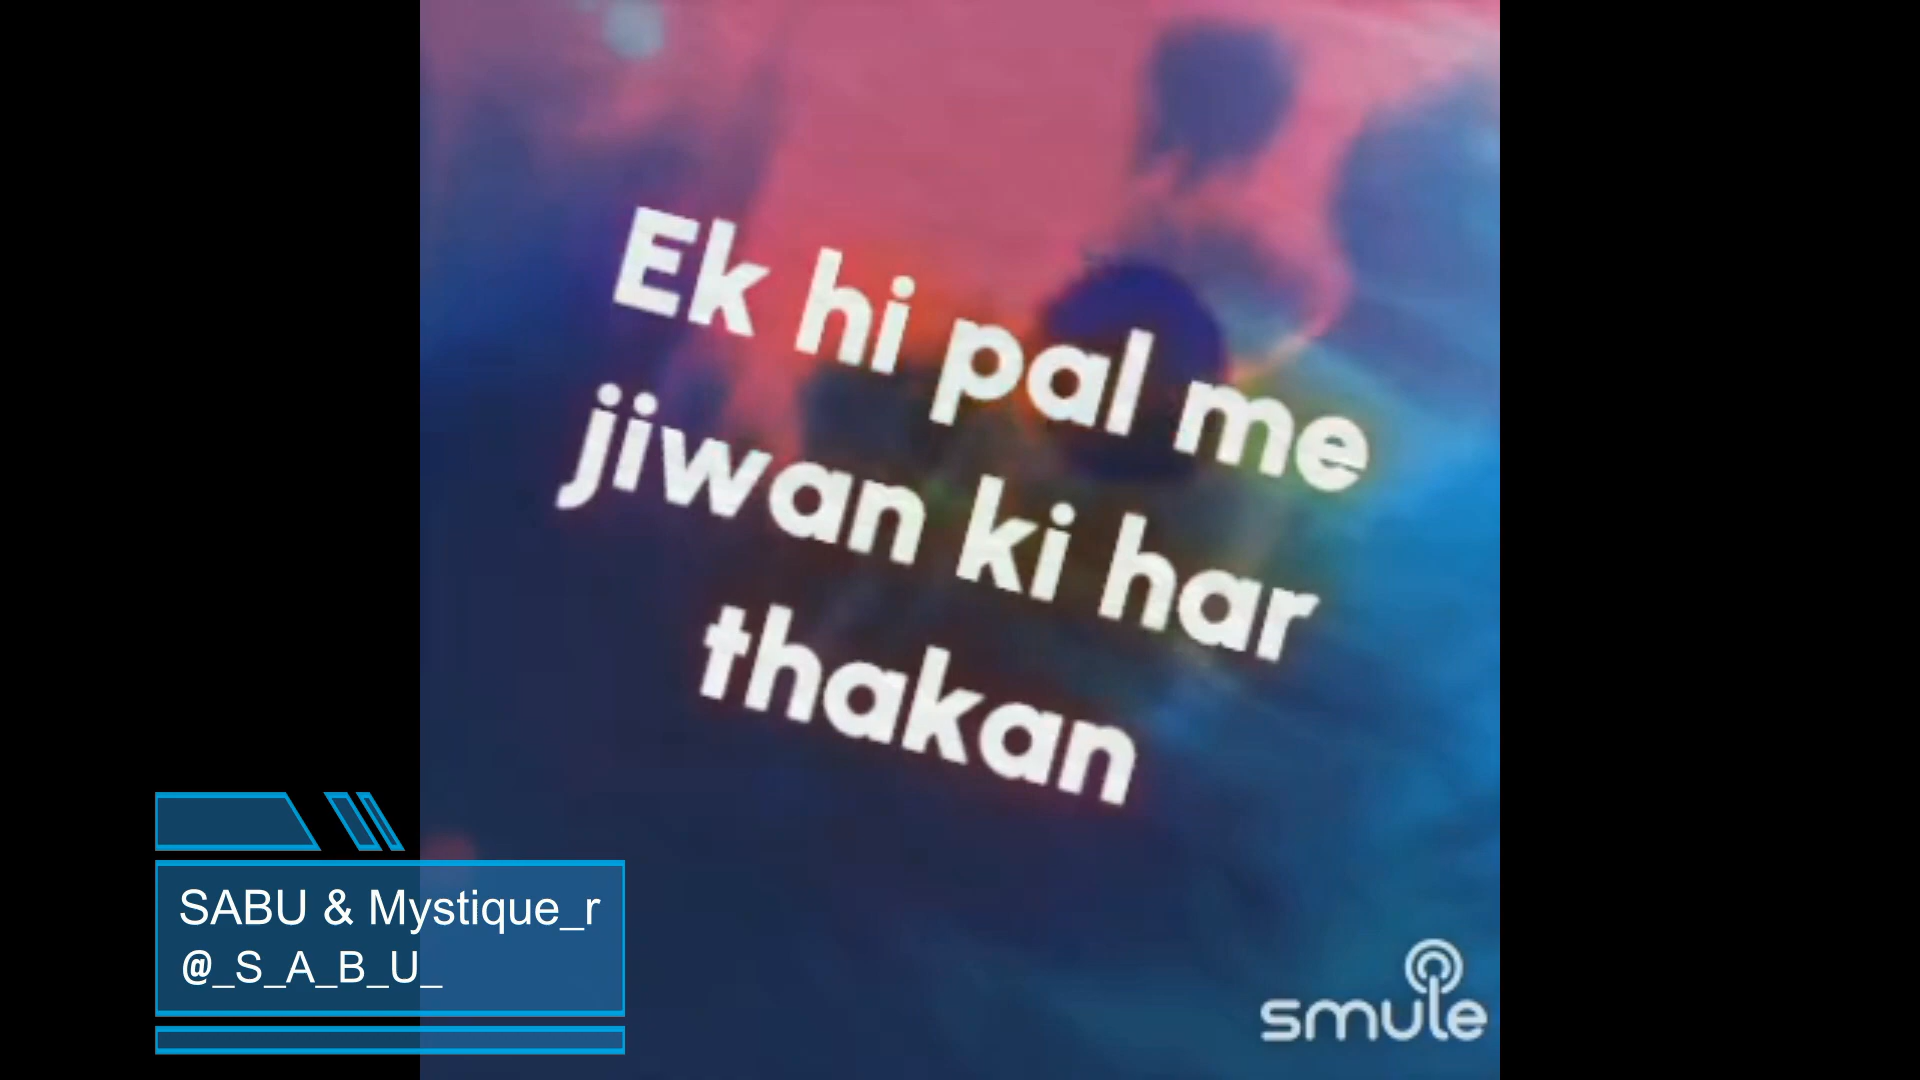 Ek hi pal me
jiwan ki har
thakan
SABU & Mystique_r
@_S_A_B_U_
smule